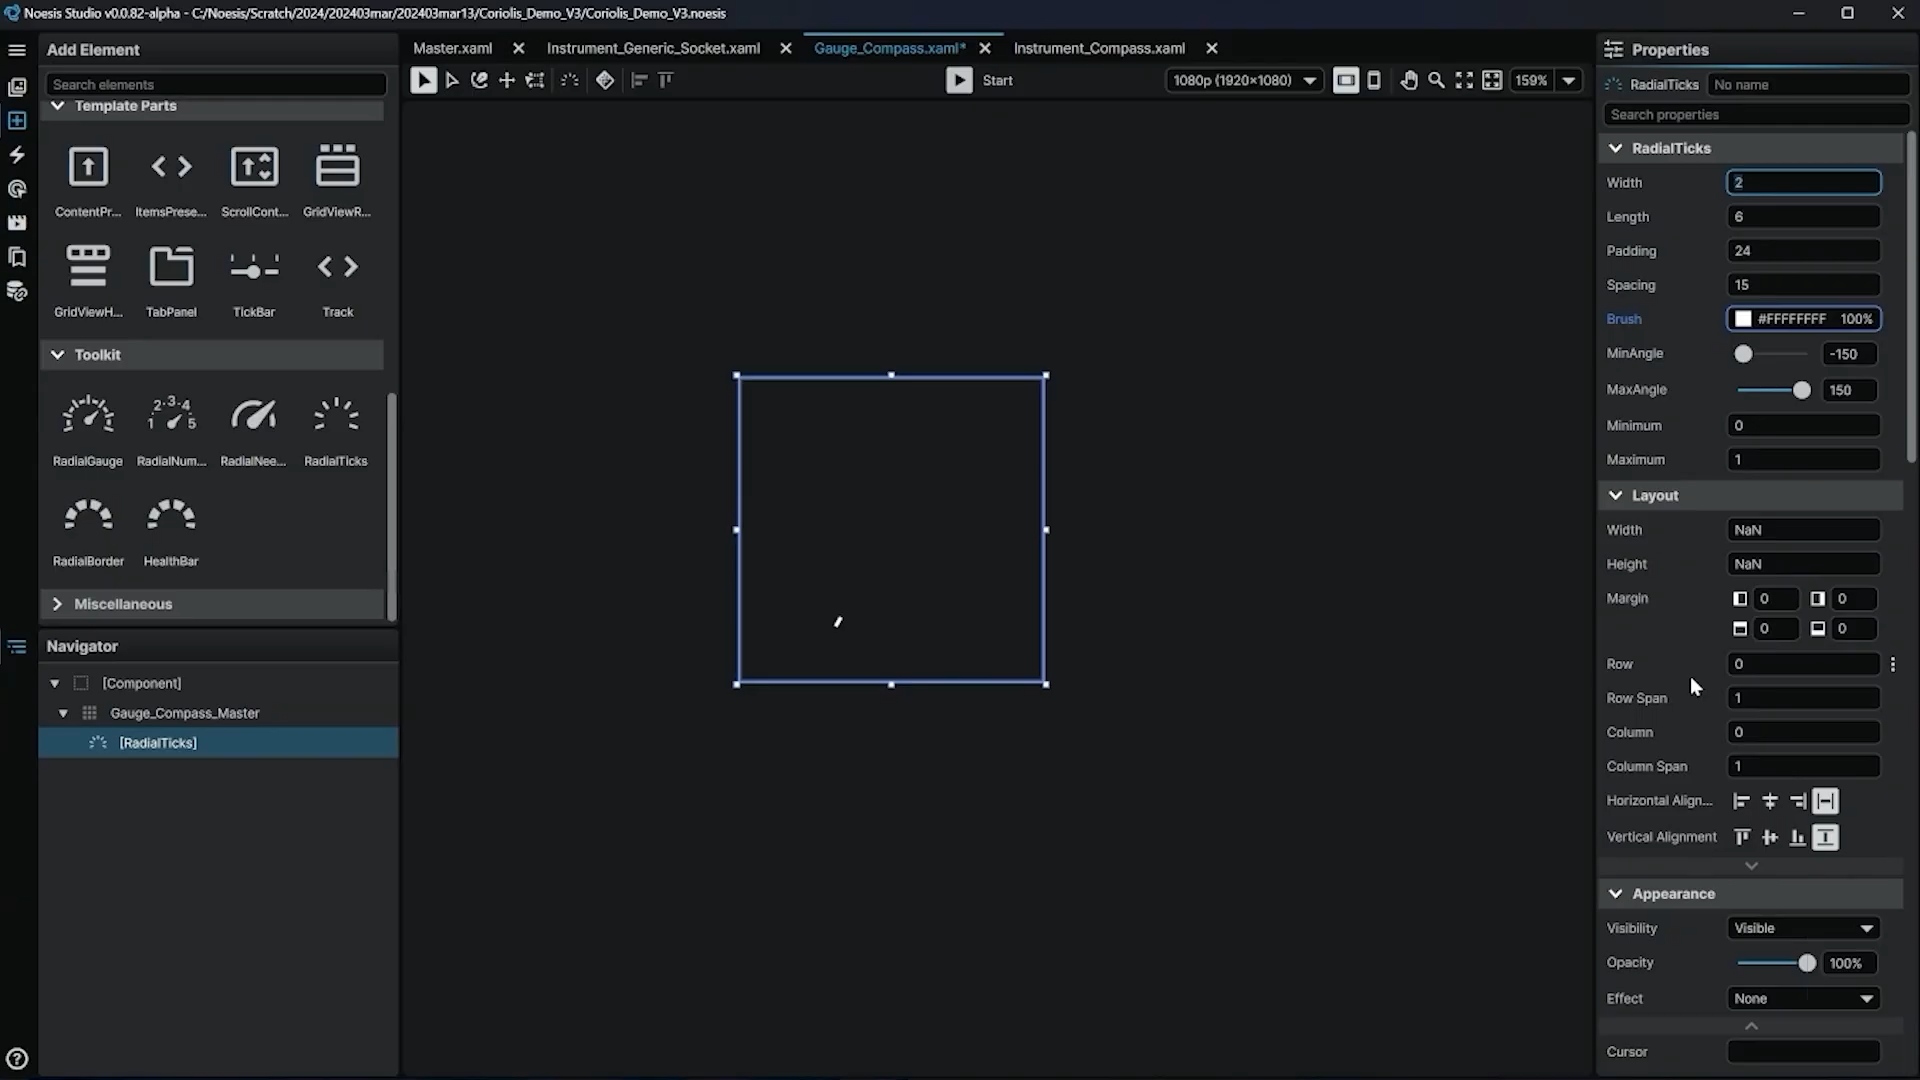 Noesis Studio v0.0.82-alpha - C:/Noesis/Scratch/2024/202403mar/202403mar13/Coriolis_Demo_V3/Coriolis_Demo_V3.noesis
Add Element
Search elements
Template Parts
ContentPr... ItemsPrese... ScrollCont... GridViewR...
GridViewH... TabPanel TickBar Track
Toolkit
RadialGauge RadialNum... RadialNee... RadialTicks
RadialBorder HealthBar
Miscellaneous
Navigator
[Component]
Gauge_Compass_Master
[RadialTicks]
Master.xaml Instrument_Generic_Socket.xaml Gauge_Compass.xaml* Instrument_Compass.xaml
Start
1080p (1920×1080)
159%
Properties
RadialTicks No name
Search properties
RadialTicks
Width 2
Length 6
Padding 24
Spacing 15
Brush #FFFFFFFF 100%
MinAngle -150
MaxAngle 150
Minimum 0
Maximum 1
Layout
Width NaN
Height NaN
Margin 0 0
0 0
Row 0
Row Span 1
Column 0
Column Span 1
Horizontal Align...
Vertical Alignment
Appearance
Visibility Visible
Opacity 100%
Effect None
Cursor